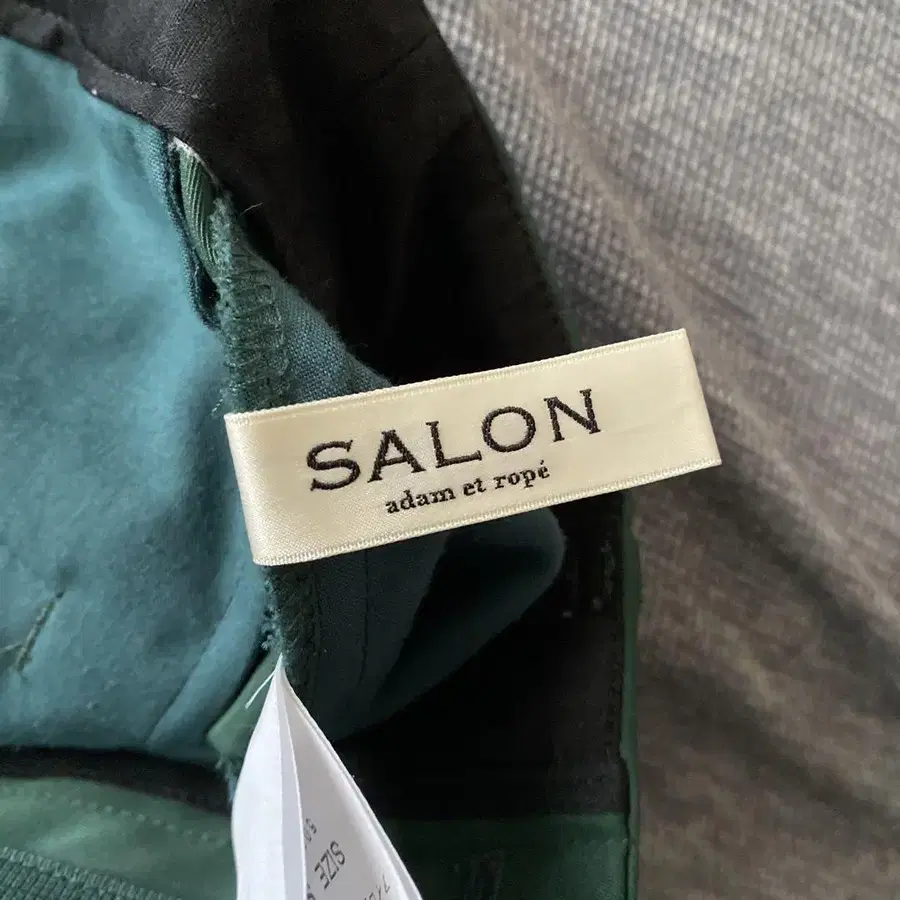 SALON
adam et ropé
SIZE